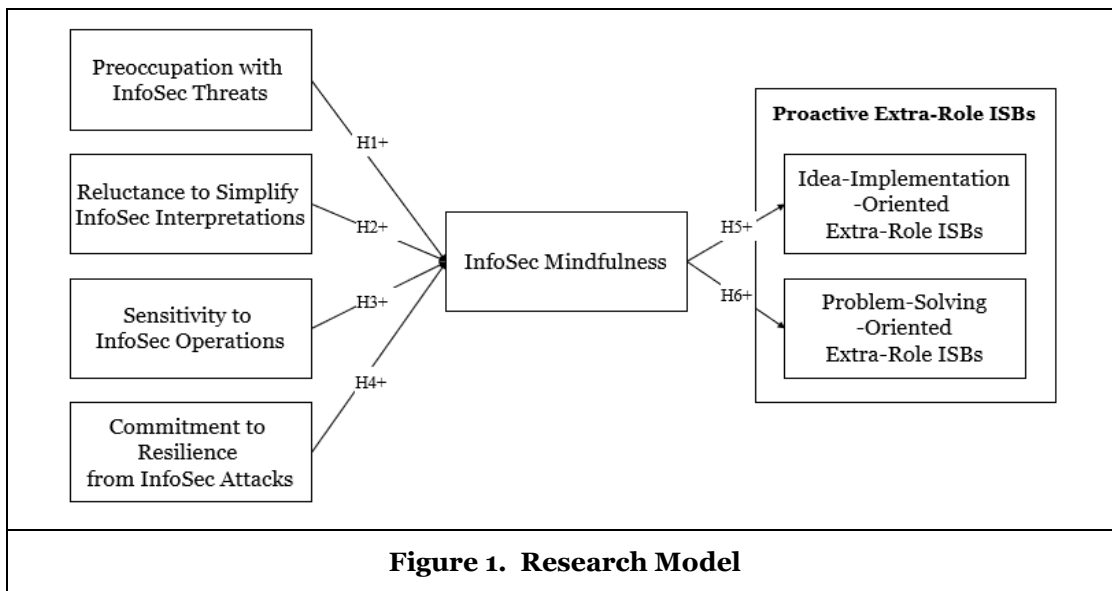 Preoccupation with
InfoSec Threats
H1+
Reluctance to Simplify
InfoSec Interpretations
H2+
Sensitivity to
InfoSec Operations
H3+
Commitment to
Resilience
from InfoSec Attacks
H4+
InfoSec Mindfulness
H5+
H6+
Proactive Extra-Role ISBs
Idea-Implementation
-Oriented
Extra-Role ISBs
Problem-Solving
-Oriented
Extra-Role ISBs
Figure 1. Research Model